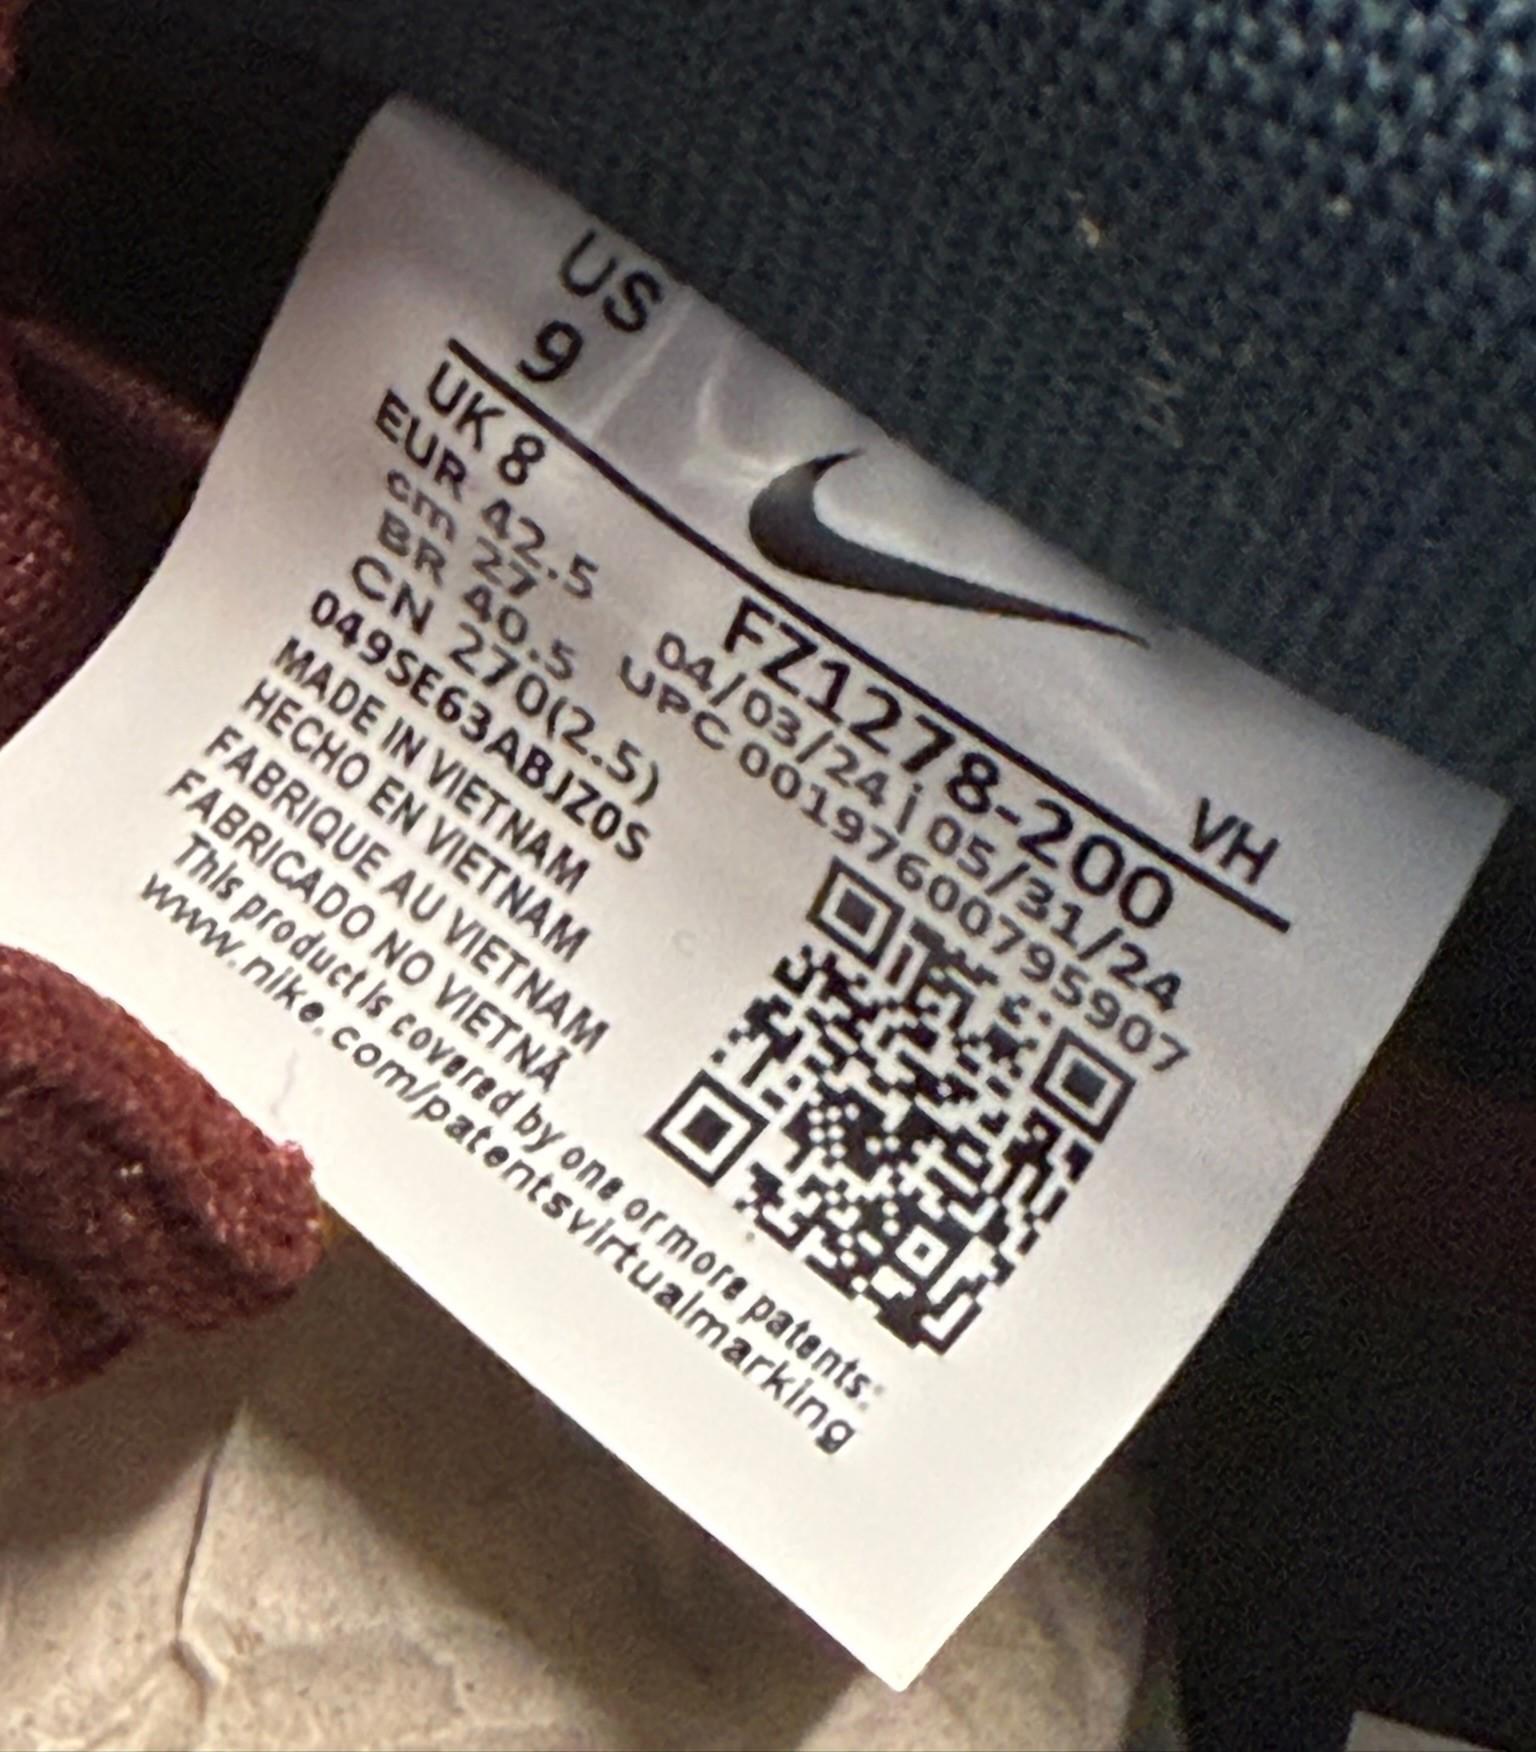 US
9
VH
UK 8
EUR 42.5
cm 27
BR 40.5
CN 270(2.5)
FZ1278-200
04/03/24 | 05/31/24
UPC 00197600795907
049SE63ABJZ0S
MADE IN VIETNAM
HECHO EN VIETNAM
FABRIQUE AU VIETNAM
FABRICADO NO VIETNÃ
This product is covered by one or more patents:
www.nike.com/patentsvirtualmarking